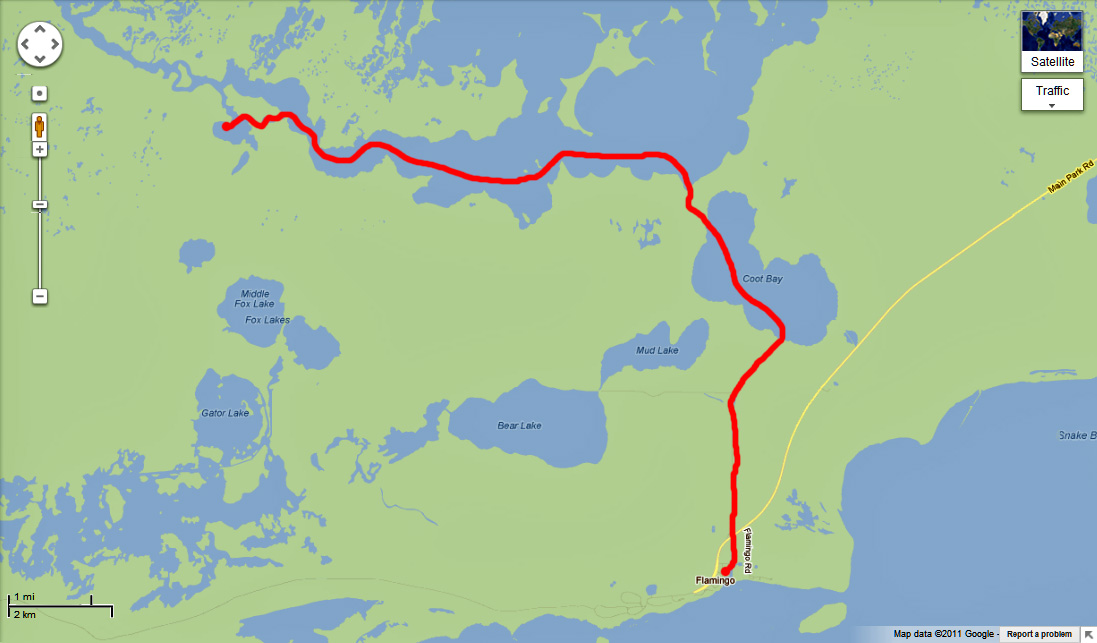 Satellite
Traffic
Main Park Rd
Coot Bay
Middle
Fox Lake
Fox Lakes
Mud Lake
Gator Lake
Bear Lake
Snake B
Flamingo Rd
Flamingo
1 mi
2 km
Map data ©2011 Google - Report a problem